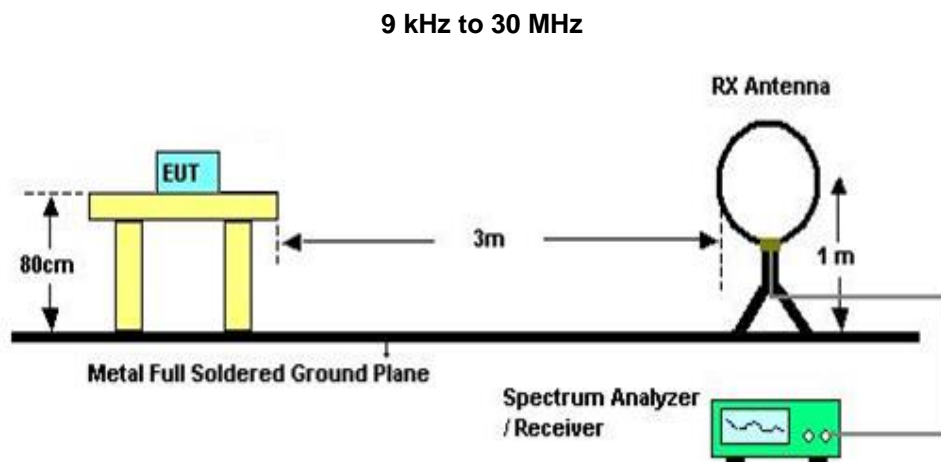 9 kHz to 30 MHz
RX Antenna
EUT
80cm
3m
1 m
Metal Full Soldered Ground Plane
Spectrum Analyzer
/ Receiver